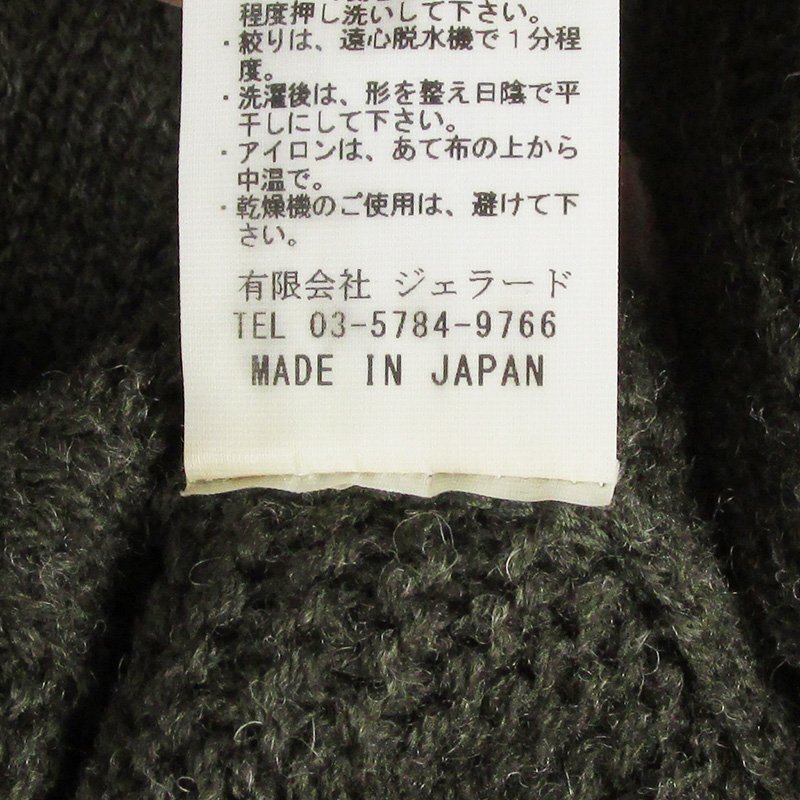 程度押し洗いして下さい。
・絞りは、遠心脱水機で1分程
度。
・洗濯後は、形を整え日陰で平
干しにして下さい。
・アイロンは、あて布の上から
中温で。
・乾燥機のご使用は、避けて下
さい。
有限会社 ジェラード
TEL 03-5784-9766
MADE IN JAPAN